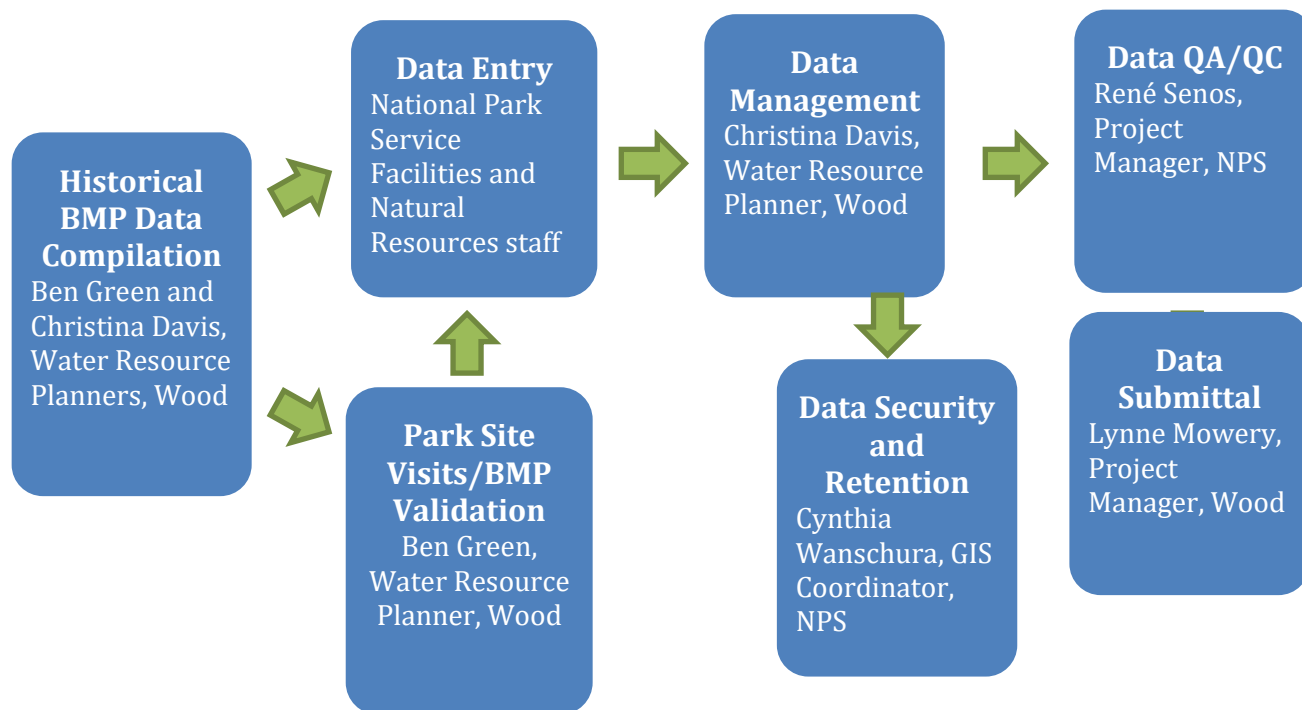 Historical
BMP Data
Compilation
Ben Green and
Christina Davis,
Water Resource
Planners, Wood
Data Entry
National Park
Service
Facilities and
Natural
Resources staff
Park Site
Visits/BMP
Validation
Ben Green,
Water Resource
Planner, Wood
Data
Management
Christina Davis,
Water Resource
Planner, Wood
Data Security
and
Retention
Cynthia
Wanschura, GIS
Coordinator,
NPS
Data QA/QC
René Senos,
Project
Manager, NPS
Data
Submittal
Lynne Mowery,
Project
Manager, Wood